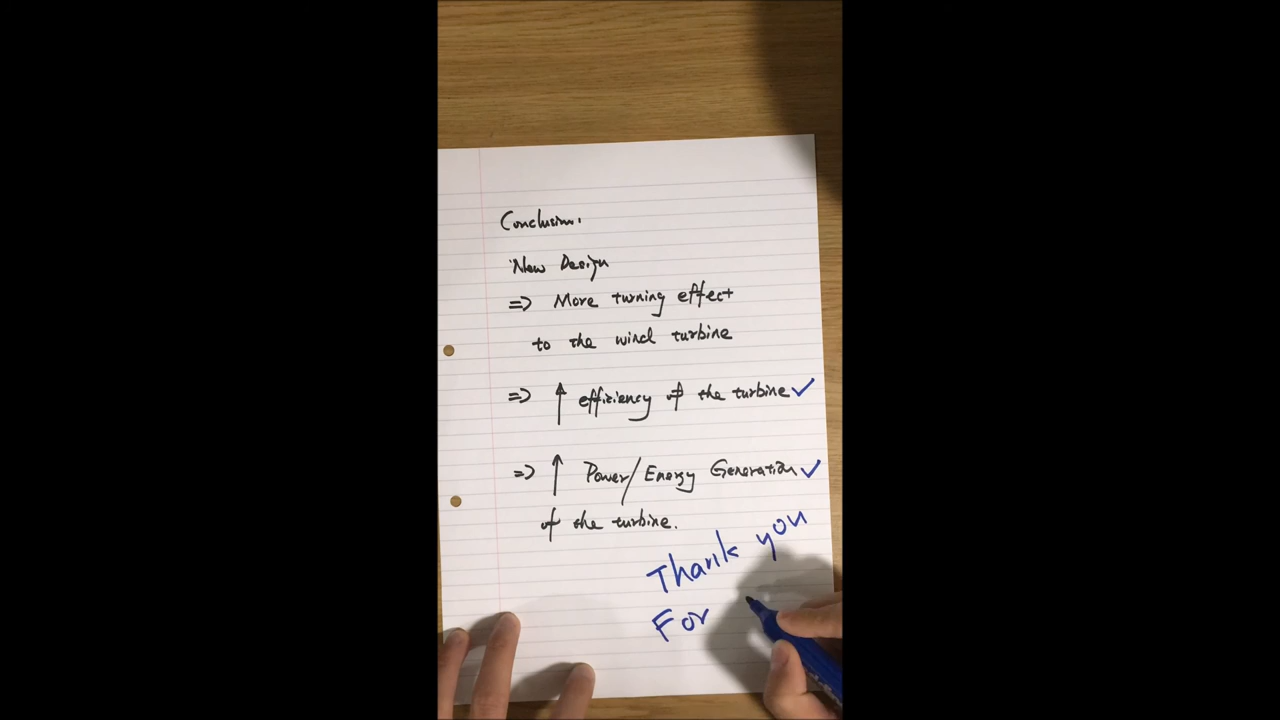 Conclusion:
New Design
⇒ More turning effect
to the wind turbine
⇒ ↑ efficiency of the turbine ✓
⇒ ↑ Power/Energy Generation ✓
of the turbine.
Thank you
For